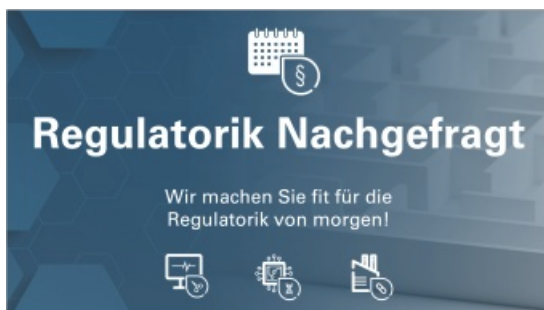 §
Regulatorik Nachgefragt
Wir machen Sie fit für die
Regulatorik von morgen!